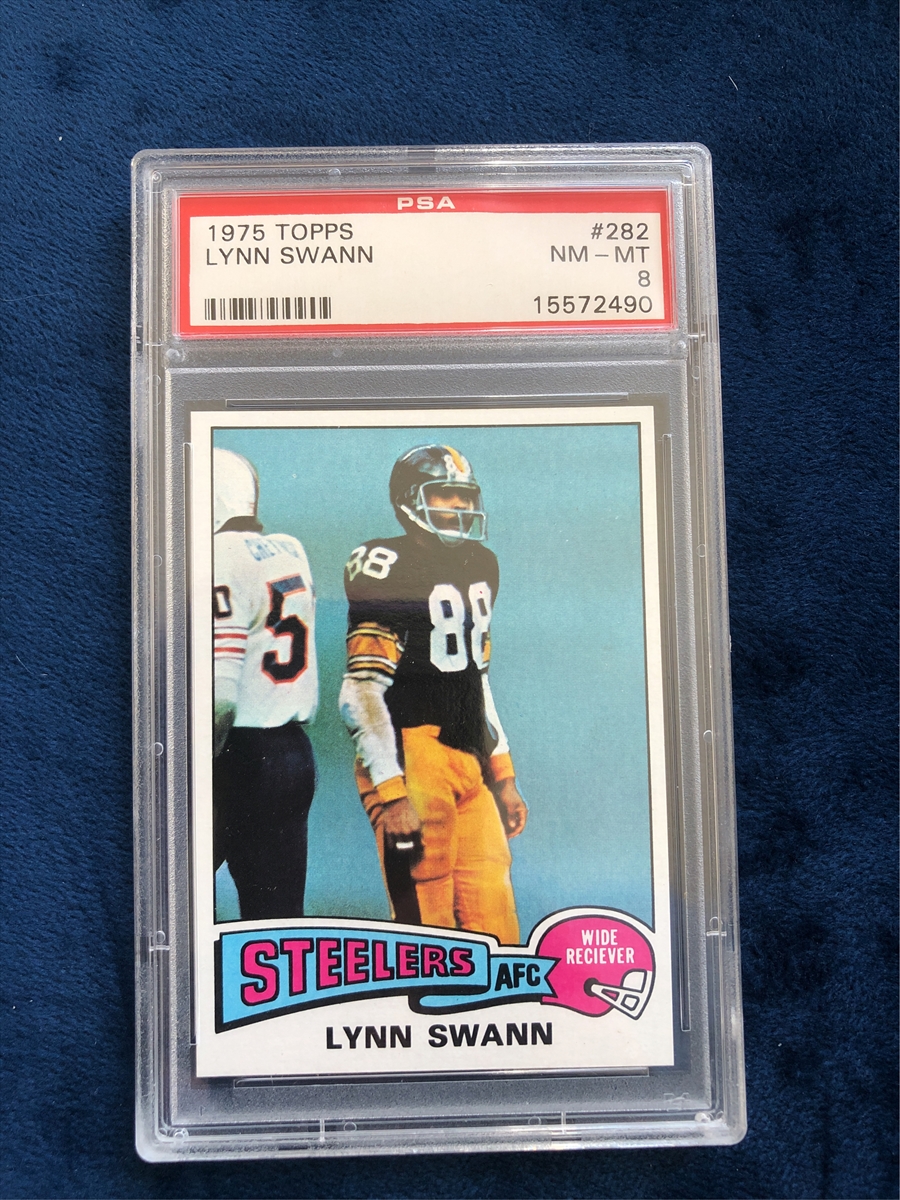 PSA
1975 TOPPS #282
LYNN SWANN NM-MT
8
15572490
88
88
88
5
STEELERS AFC
WIDE
RECIEVER
LYNN SWANN